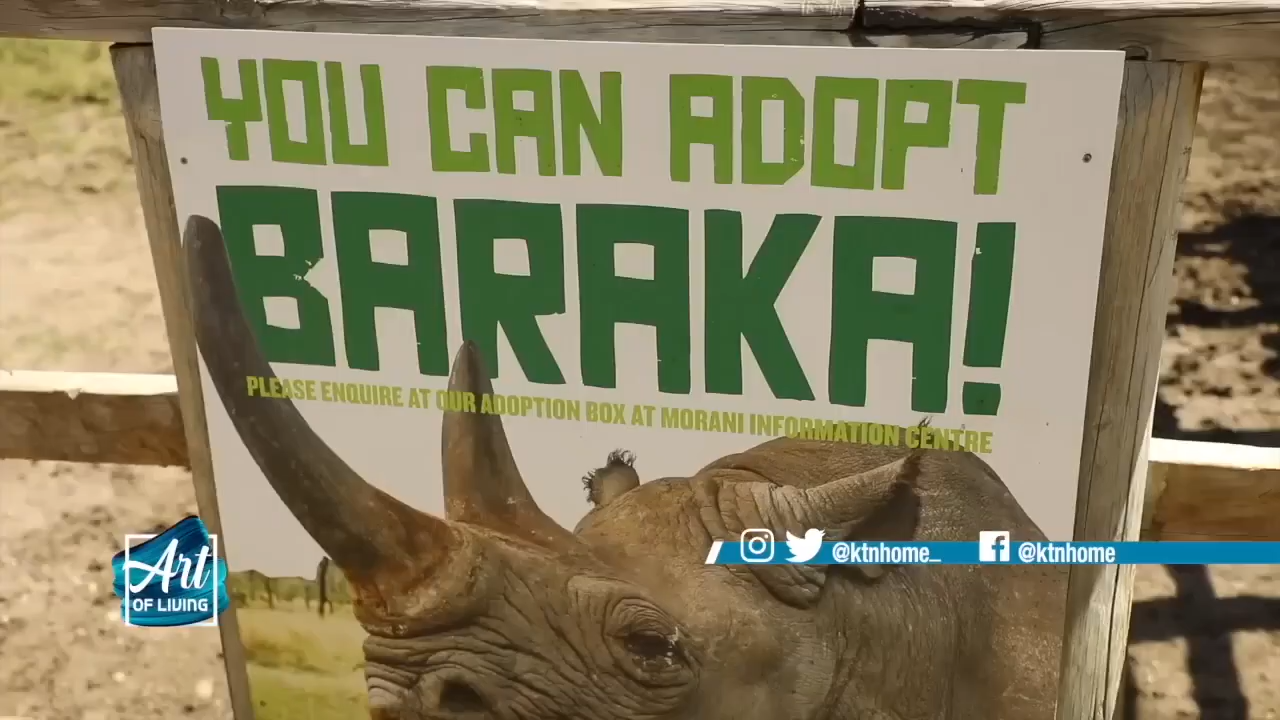 YOU CAN ADOPT
BARAKA!
PLEASE ENQUIRE AT OUR ADOPTION BOX AT MORANI INFORMATION CENTRE
Art
OF LIVING
@ktnhome_
@ktnhome